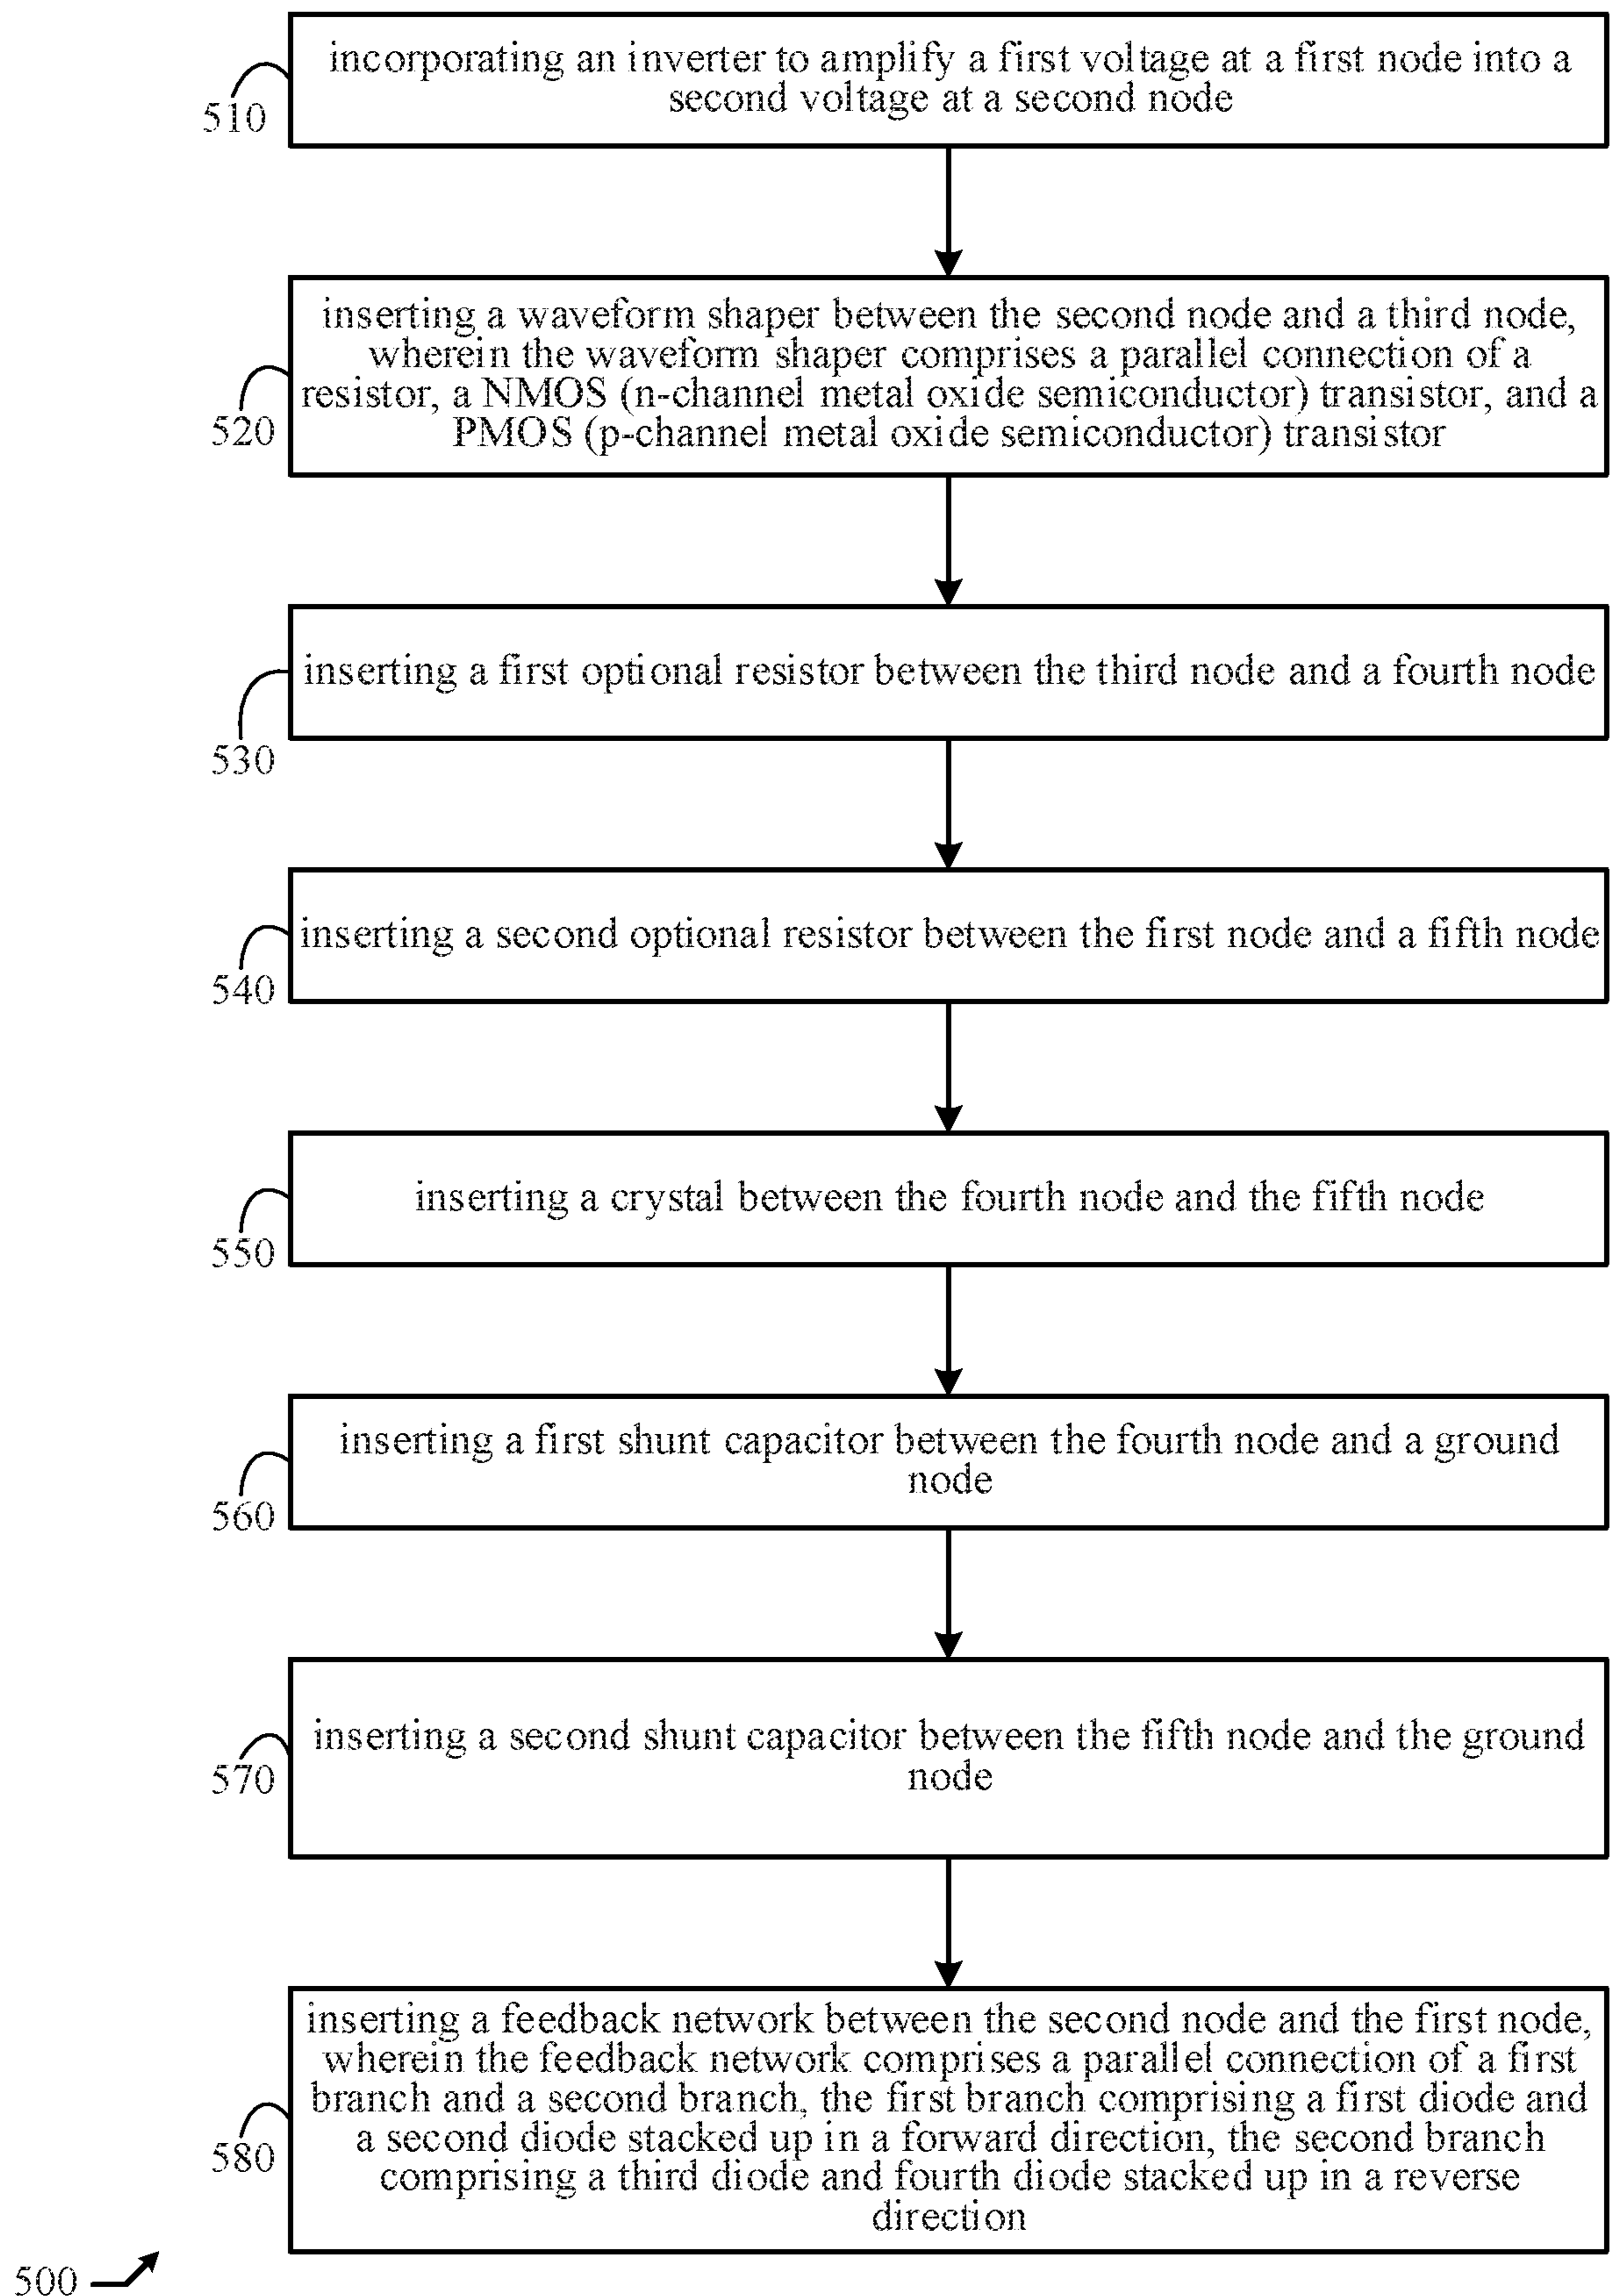 incorporating an inverter to amplify a first voltage at a first node into a
second voltage at a second node
510
inserting a waveform shaper between the second node and a third node,
wherein the waveform shaper comprises a parallel connection of a
resistor, a NMOS (n-channel metal oxide semiconductor) transistor, and a
PMOS (p-channel metal oxide semiconductor) transistor
520
inserting a first optional resistor between the third node and a fourth node
530
inserting a second optional resistor between the first node and a fifth node
540
inserting a crystal between the fourth node and the fifth node
550
inserting a first shunt capacitor between the fourth node and a ground
node
560
inserting a second shunt capacitor between the fifth node and the ground
node
570
inserting a feedback network between the second node and the first node,
wherein the feedback network comprises a parallel connection of a first
branch and a second branch, the first branch comprising a first diode and
a second diode stacked up in a forward direction, the second branch
comprising a third diode and fourth diode stacked up in a reverse
direction
580
500